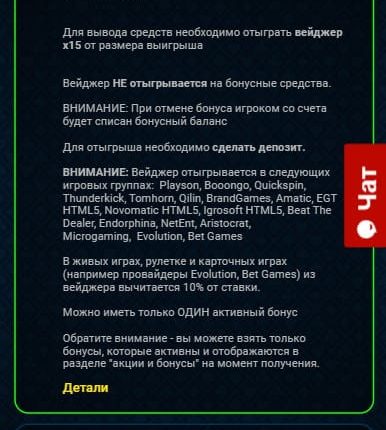 Для вывода средств необходимо отыграть вейджер
x15 от размера выигрыша
Вейджер НЕ отыгрывается на бонусные средства.
ВНИМАНИЕ: При отмене бонуса игроком со счета
будет списан бонусный баланс
Для отыгрыша необходимо сделать депозит.
ВНИМАНИЕ: Вейджер отыгрывается в следующих
игровых группах: Playson, Booongo, Quickspin,
Thunderkick, Tomhorn, Qilin, BrandGames, Amatic, EGT
HTML5, Novomatic HTML5, Igrosoft HTML5, Beat The
Dealer, Endorphina, NetEnt, Aristocrat,
Microgaming, Evolution, Bet Games
В живых играх, рулетке и карточных играх
(например провайдеры Evolution, Bet Games) из
вейджера вычитается 10% от ставки.
Можно иметь только ОДИН активный бонус
Обратите внимание - вы можете взять только
бонусы, которые активны и отображаются в
разделе "акции и бонусы" на момент получения.
Детали
Чат